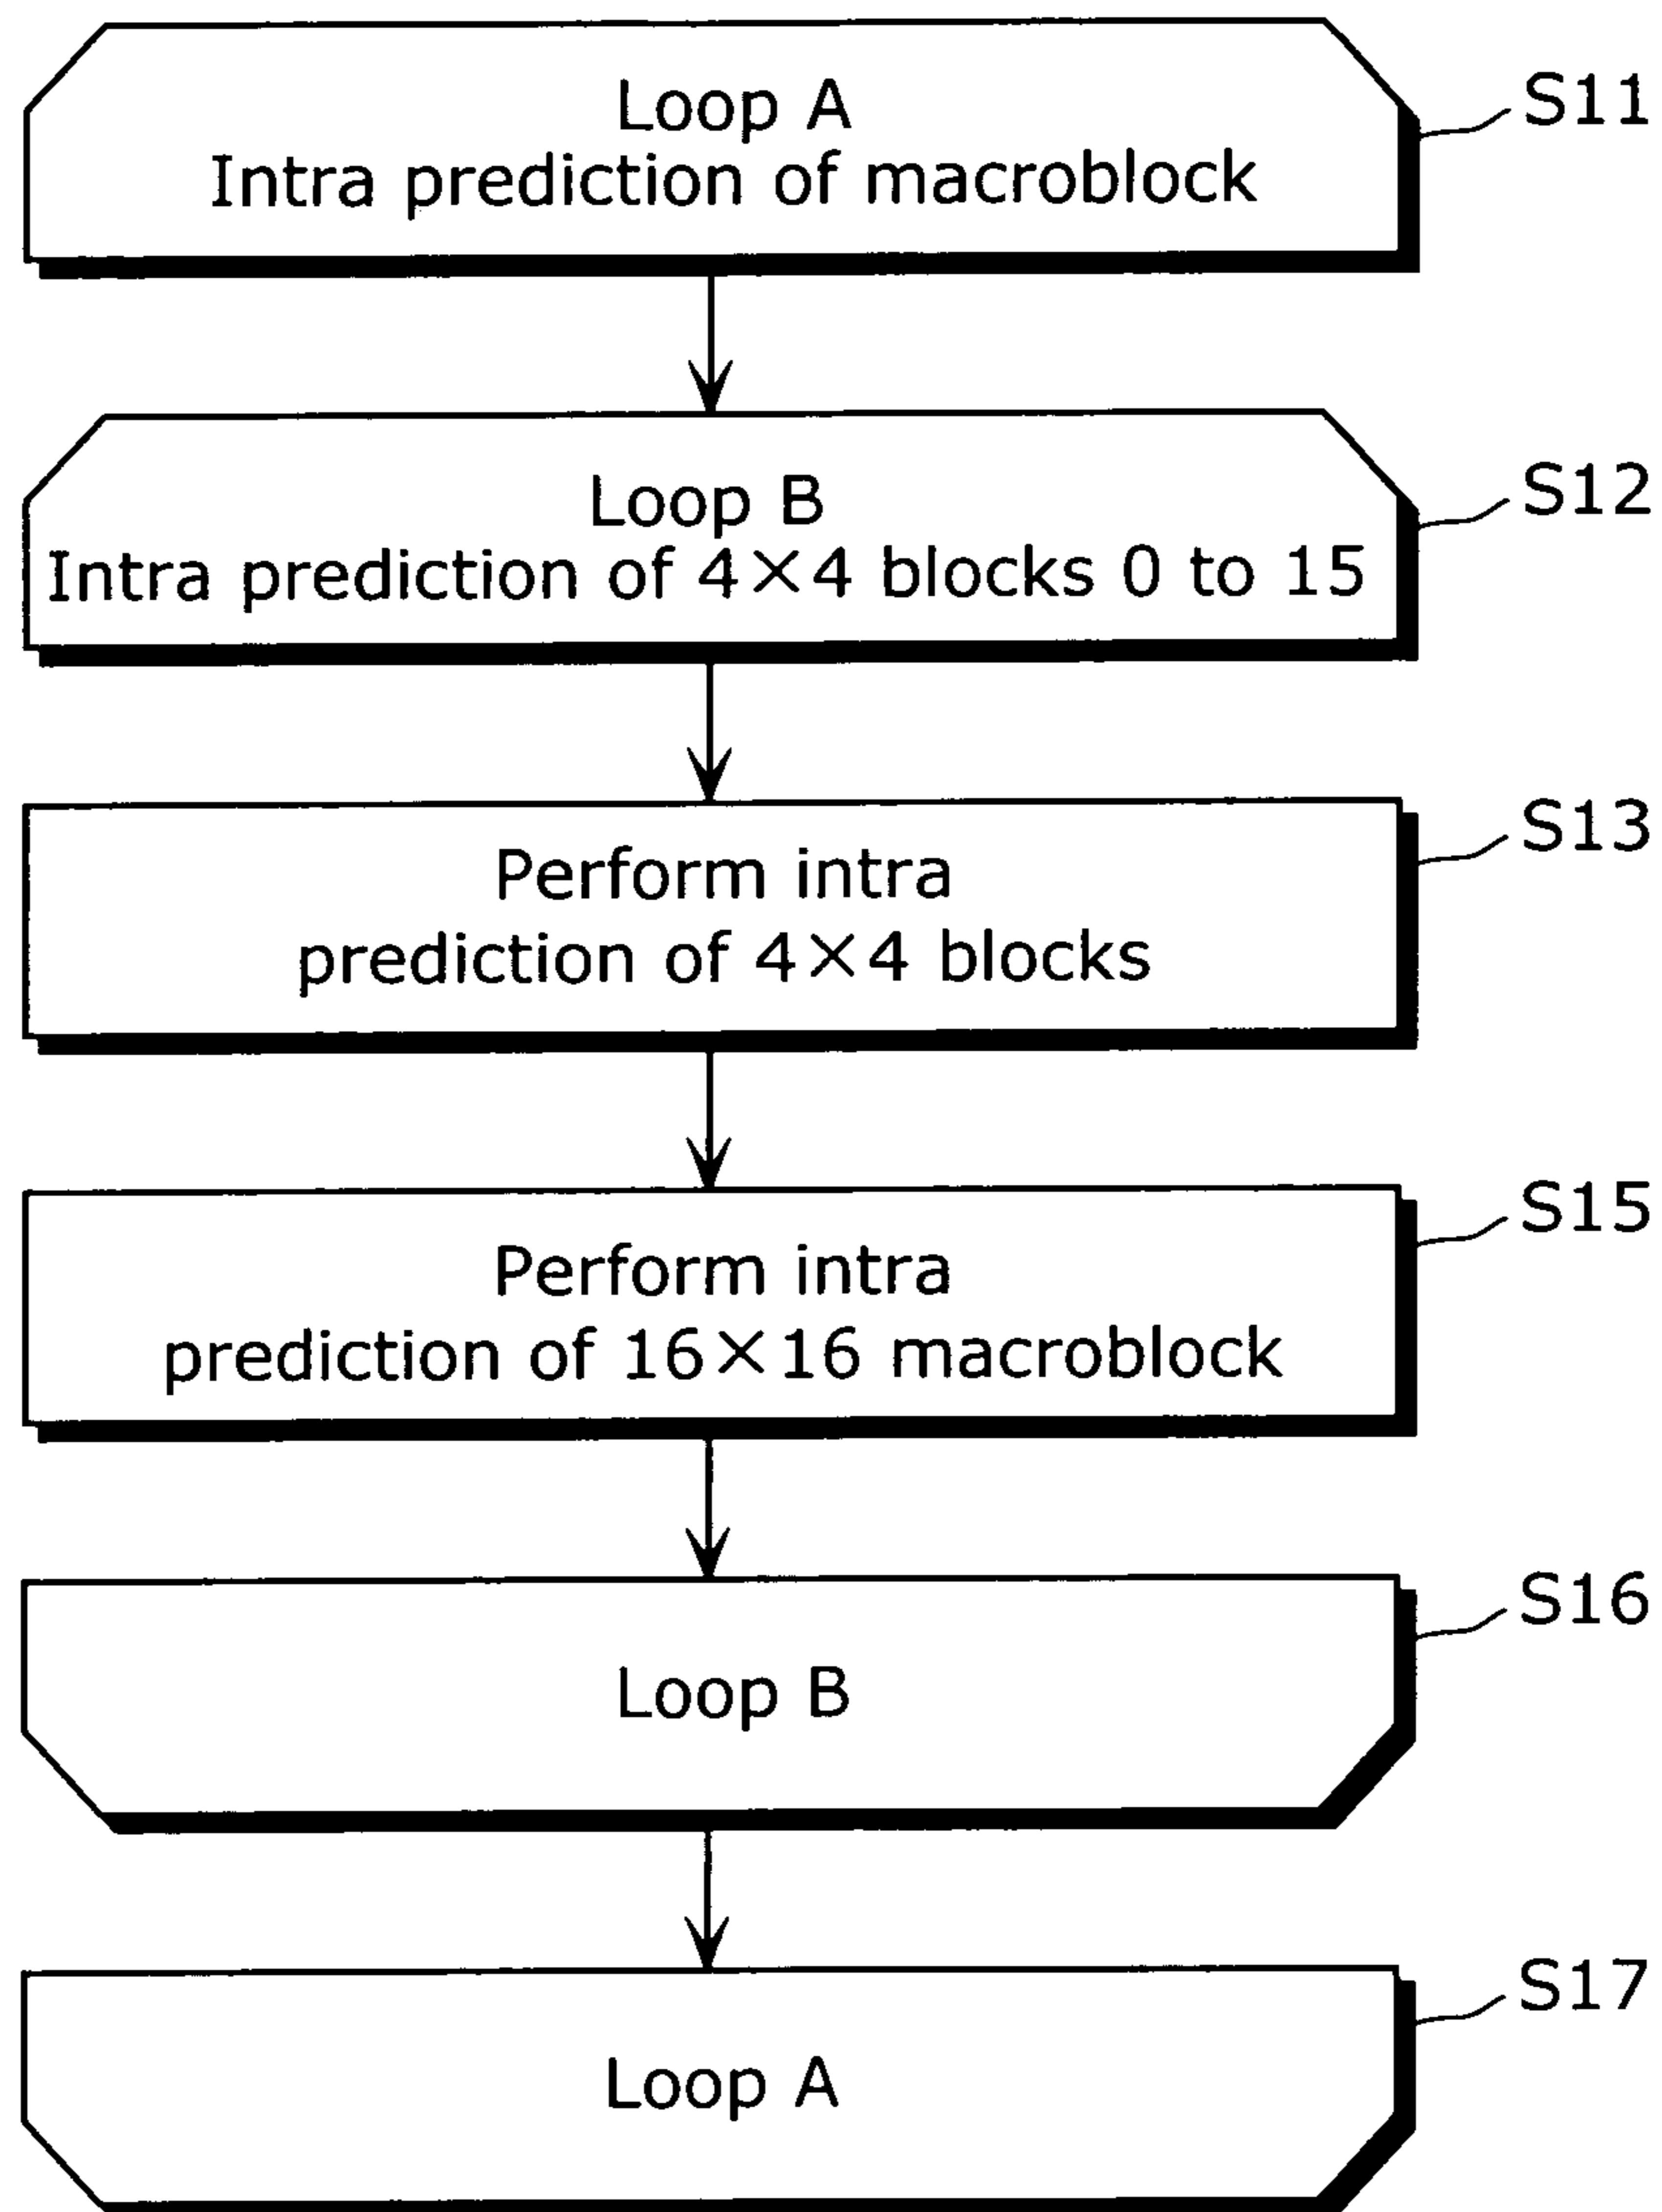 Loop A
Intra prediction of macroblock
S11
Loop B
Intra prediction of 4×4 blocks 0 to 15
S12
Perform intra
prediction of 4×4 blocks
S13
Perform intra
prediction of 16×16 macroblock
S15
Loop B
S16
Loop A
S17